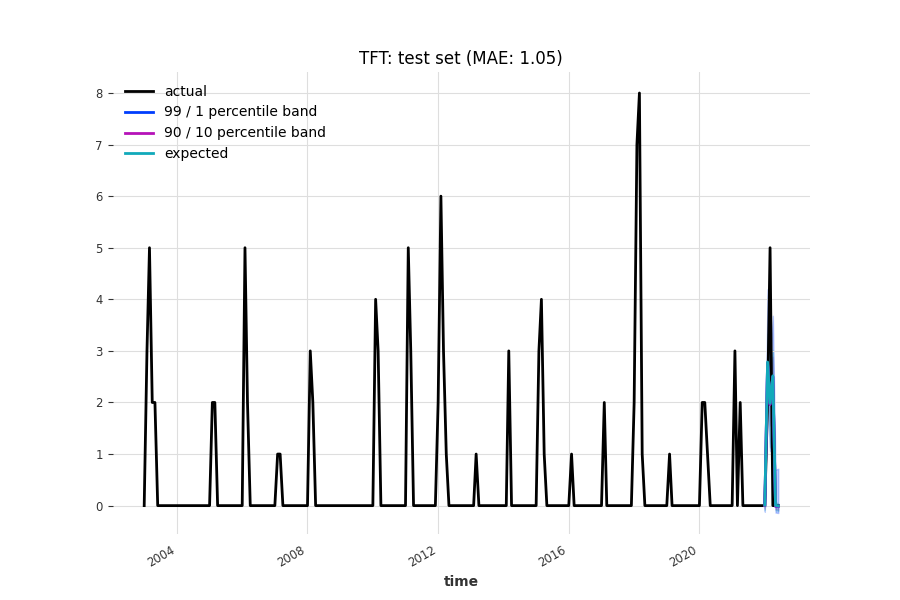 TFT: test set (MAE: 1.05)
actual
99 / 1 percentile band
90 / 10 percentile band
expected
8
7
6
5
4
3
2
1
0
2004
2008
2012
2016
2020
time